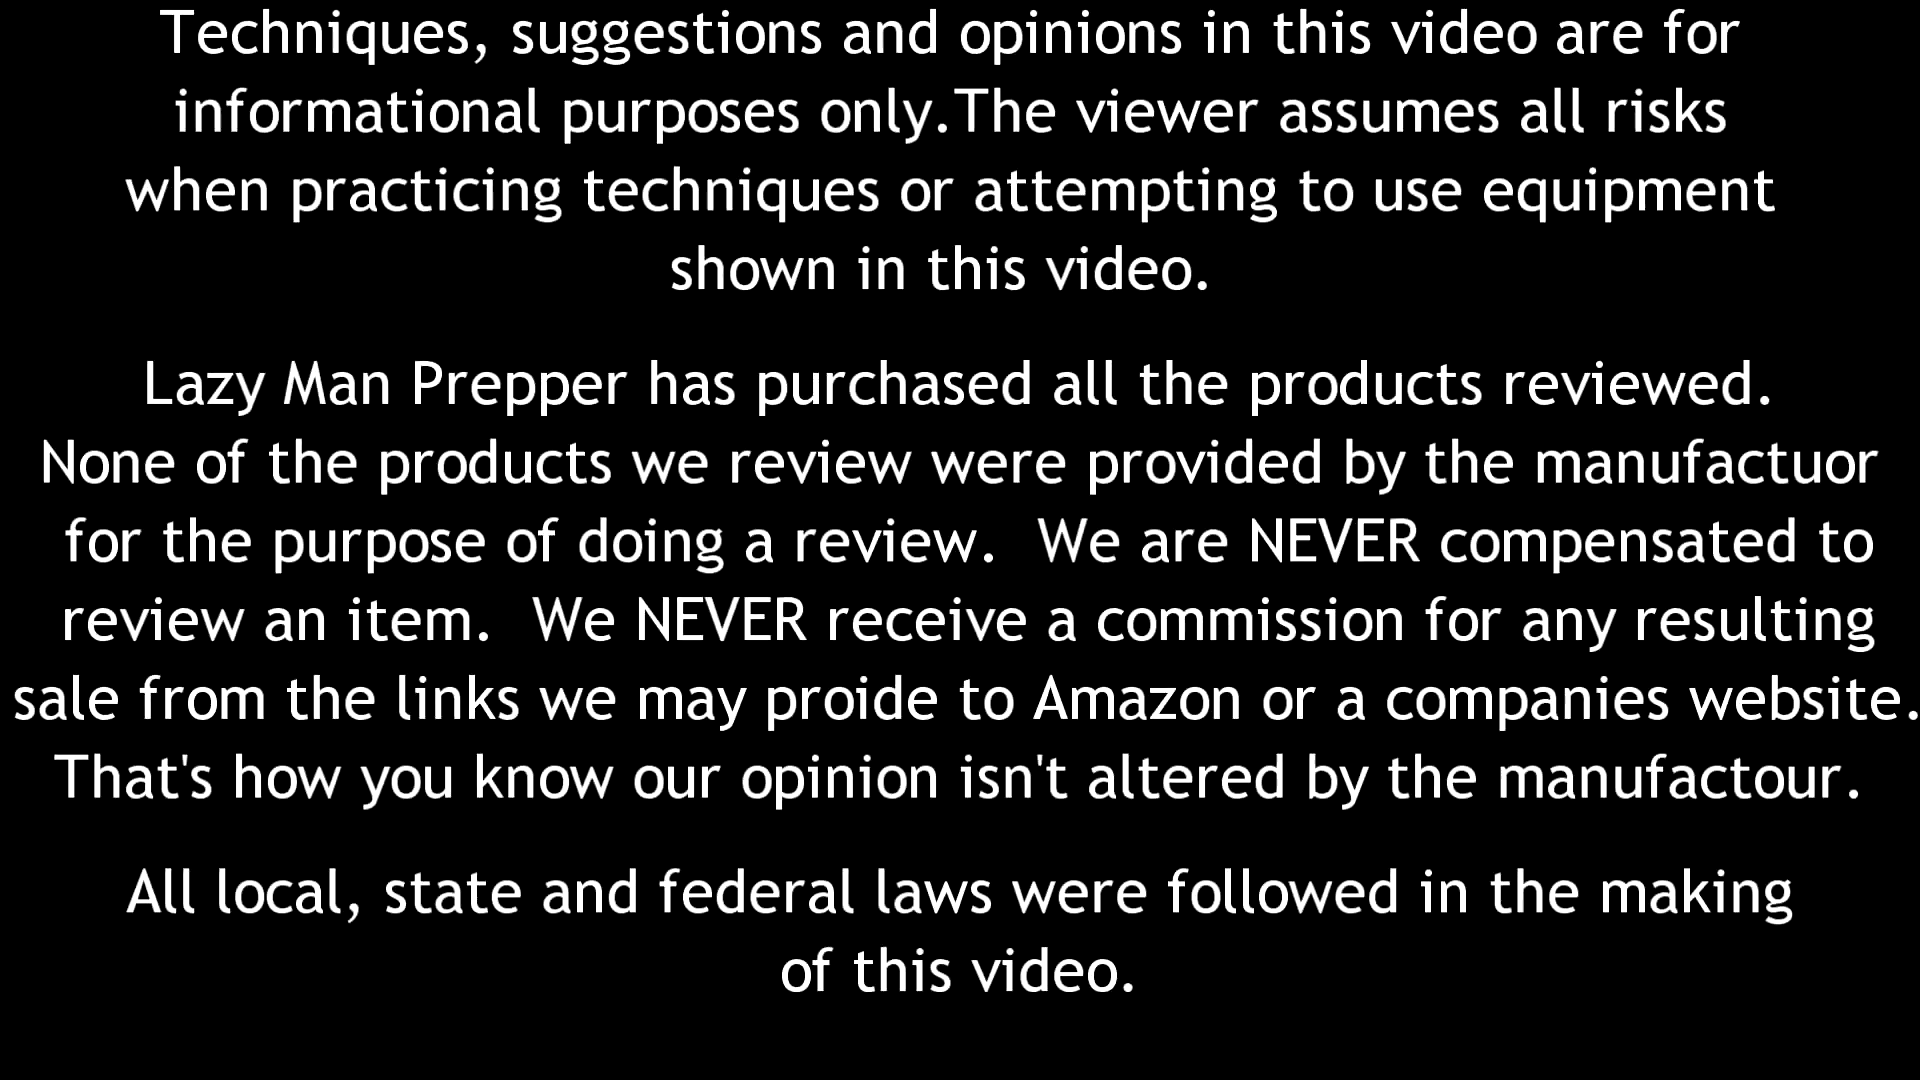 Techniques, suggestions and opinions in this video are for
informational purposes only.The viewer assumes all risks
when practicing techniques or attempting to use equipment
shown in this video.
Lazy Man Prepper has purchased all the products reviewed.
None of the products we review were provided by the manufactuor
for the purpose of doing a review.  We are NEVER compensated to
review an item.  We NEVER receive a commission for any resulting
sale from the links we may proide to Amazon or a companies website.
That's how you know our opinion isn't altered by the manufactour.
All local, state and federal laws were followed in the making
of this video.